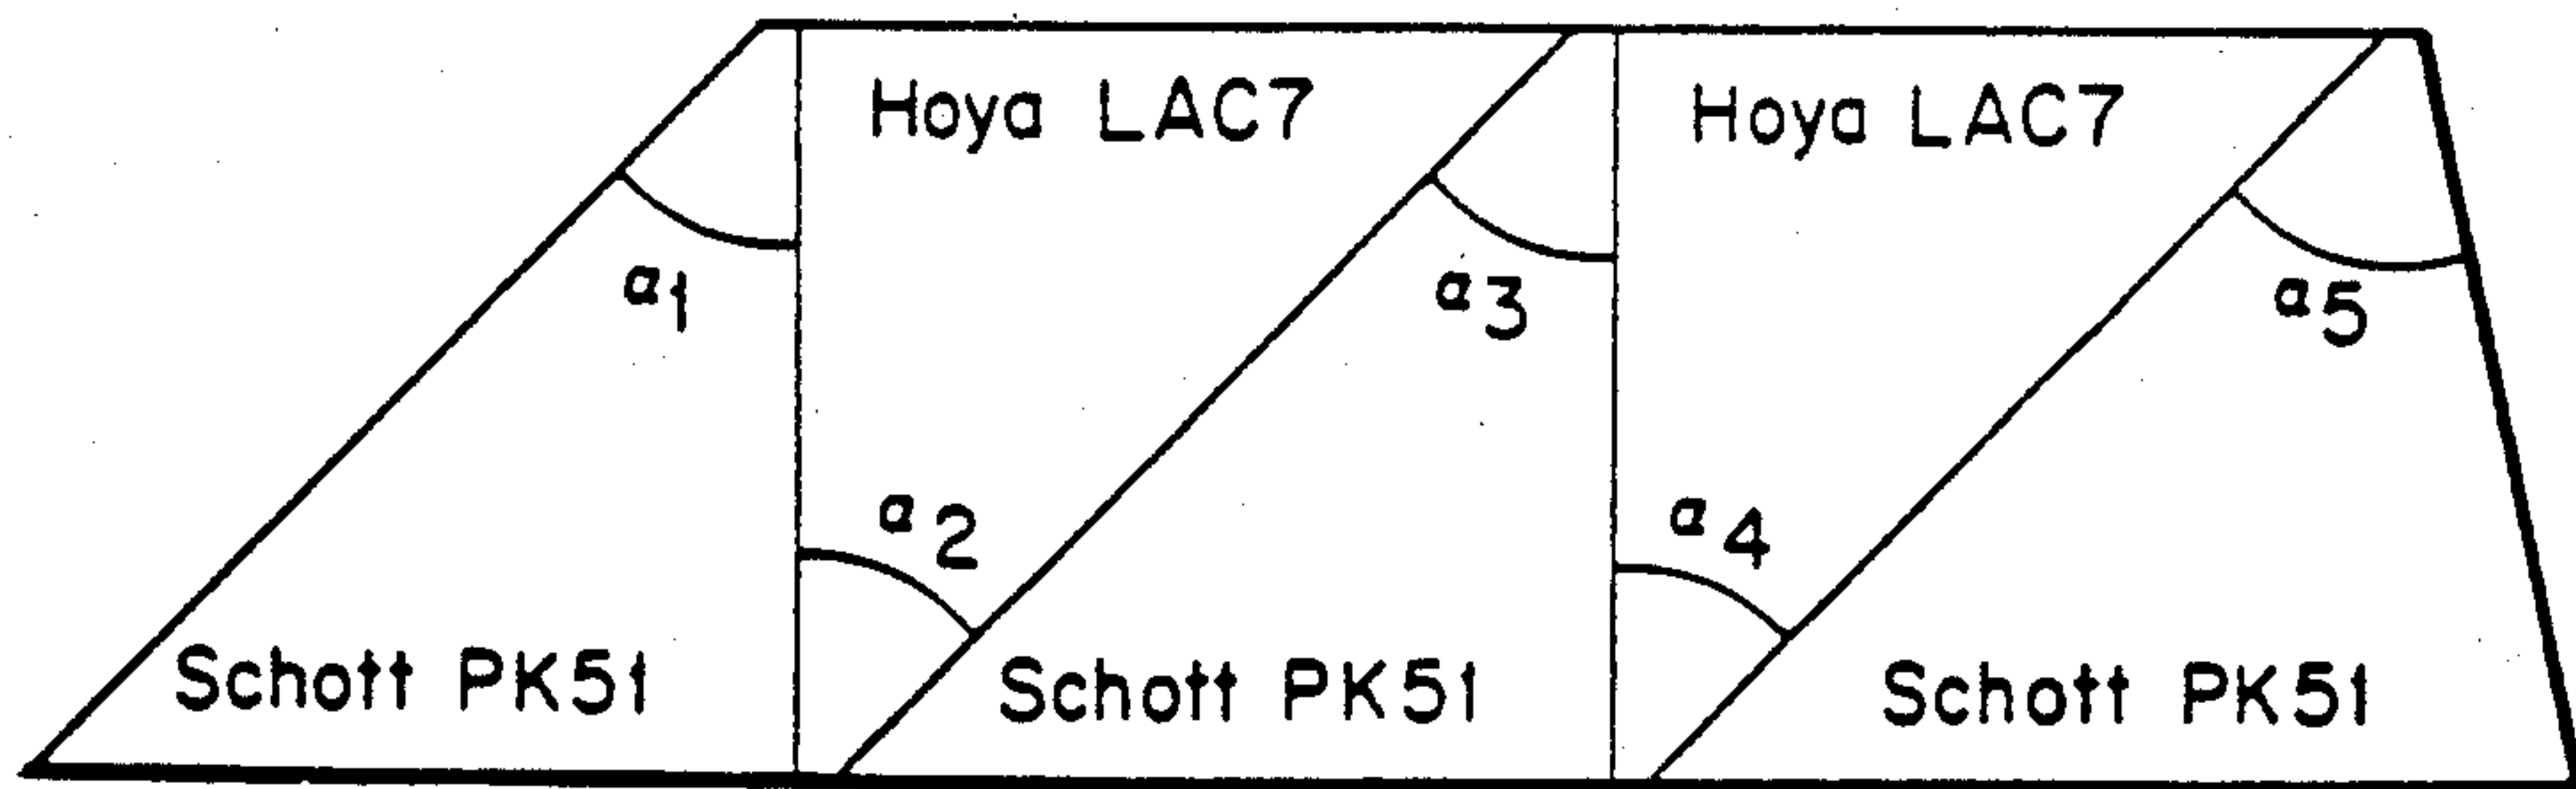 Hoya LAC7
Hoya LAC7
α1
α3
α5
α2
α4
Schott PK51
Schott PK51
Schott PK51